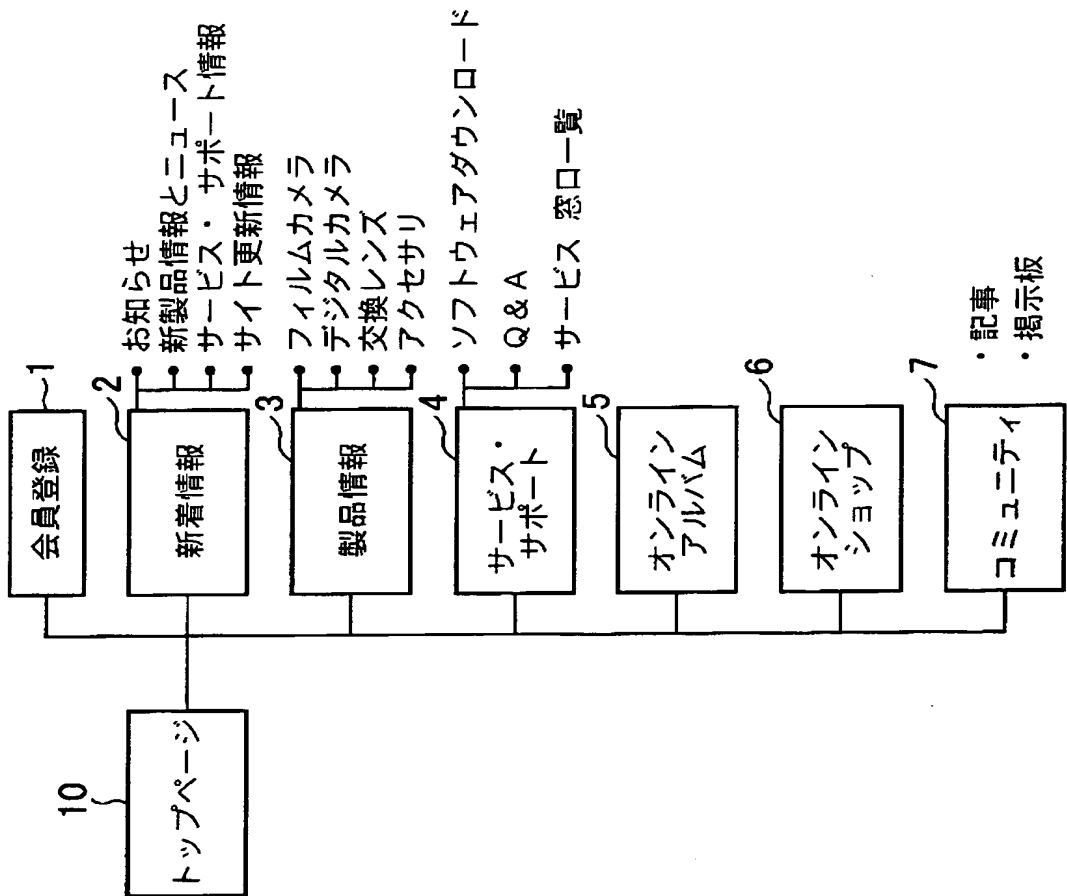 10
トップページ
1
会員登録
2
新着情報
お知らせ
新製品情報とニュース
サービス・サポート情報
サイト更新情報
3
製品情報
フィルムカメラ
デジタルカメラ
交換レンズ
アクセサリ
4
サービス・
サポート
ソフトウェアダウンロード
Q&A
サービス 窓口一覧
5
オンライン
アルバム
6
オンライン
ショップ
7
コミュニティ
・記事
・掲示板